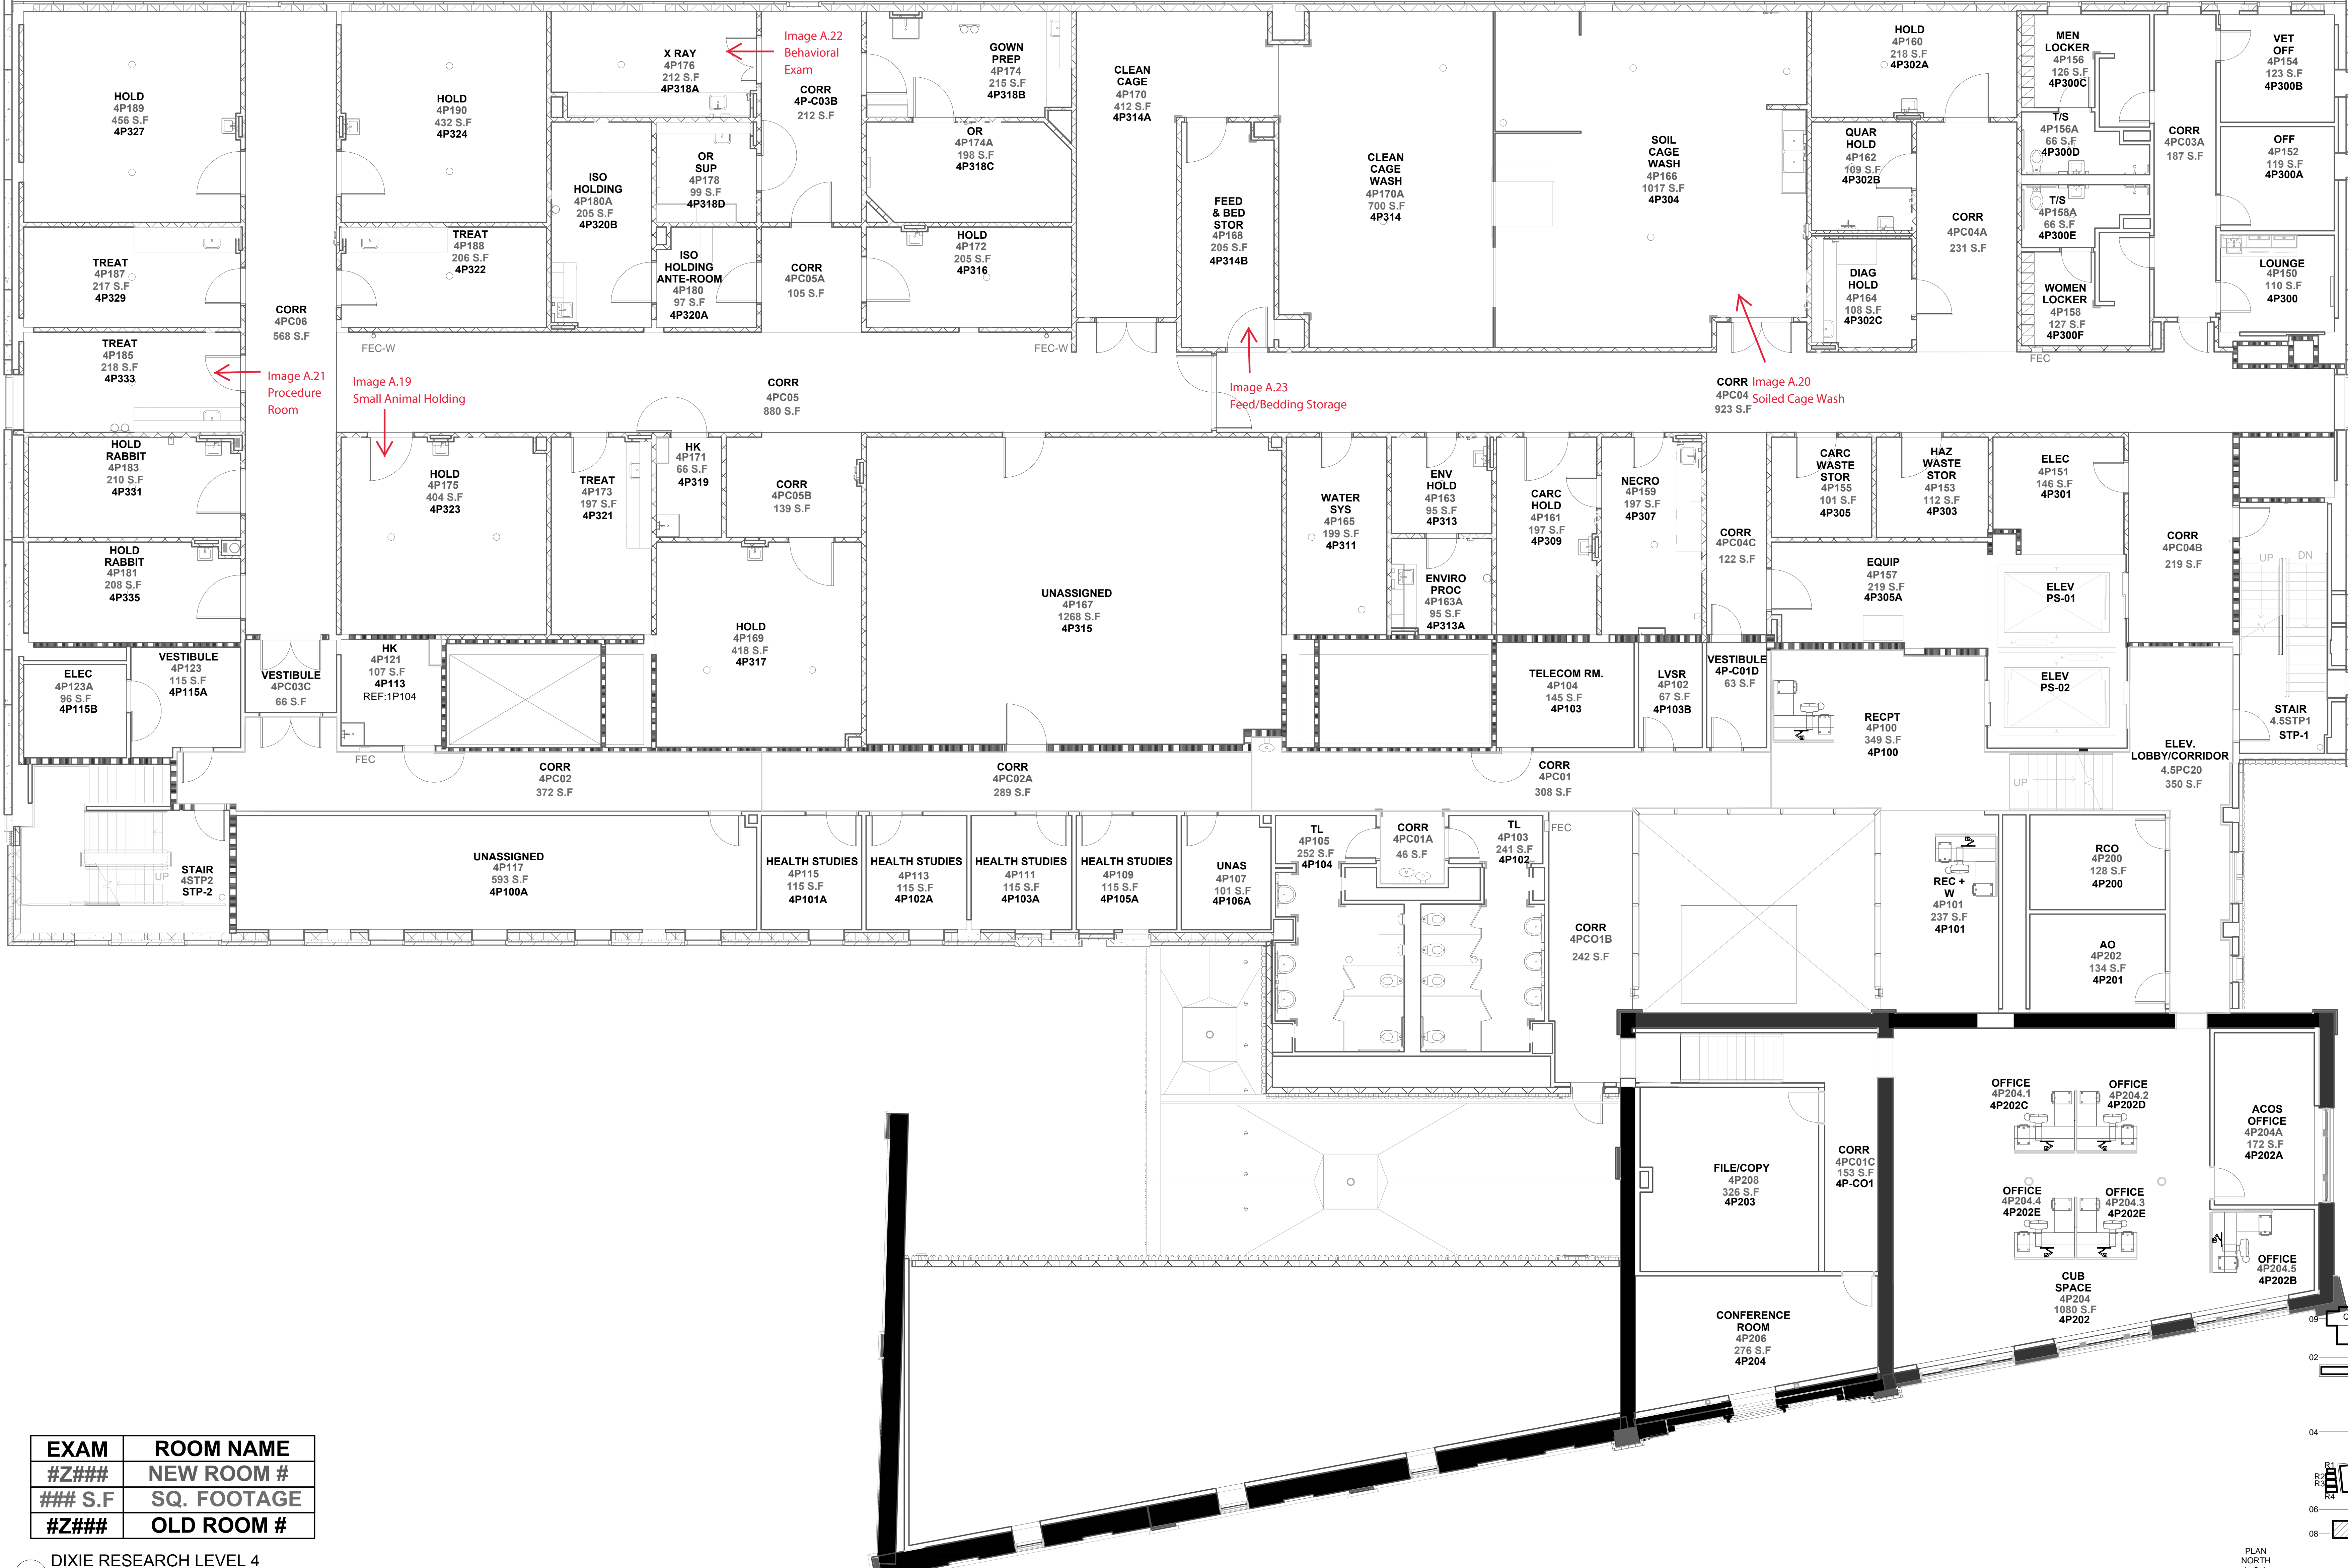 HOLD
4P189
456 S.F
4P327
HOLD
4P190
432 S.F
4P324
X RAY
4P176
212 S.F
4P318A
Image A.22
Behavioral
Exam
CORR
4P-C03B
212 S.F
GOWN
PREP
4P174
215 S.F
4P318B
CLEAN
CAGE
4P170
412 S.F
4P314A
HOLD
4P160
218 S.F
4P302A
MEN
LOCKER
4P156
126 S.F
4P300C
VET
OFF
4P154
123 S.F
4P300B
ISO
HOLDING
4P180A
205 S.F
4P320B
OR
SUP
4P178
99 S.F
4P318D
OR
4P174A
198 S.F
4P318C
FEED
& BED
STOR
4P168
205 S.F
4P314B
CLEAN
CAGE
WASH
4P170A
700 S.F
4P314
SOIL
CAGE
WASH
4P166
1017 S.F
4P304
QUAR
HOLD
4P162
109 S.F
4P302B
T/S
4P156A
66 S.F
4P300D
CORR
4PC03A
187 S.F
OFF
4P152
119 S.F
4P300A
T/S
4P158A
66 S.F
4P300E
CORR
4PC04A
231 S.F
TREAT
4P187
217 S.F
4P329
TREAT
4P188
206 S.F
4P322
ISO
HOLDING
ANTE-ROOM
4P180
97 S.F
4P320A
CORR
4PC05A
105 S.F
HOLD
4P172
205 S.F
4P316
DIAG
HOLD
4P164
108 S.F
4P302C
WOMEN
LOCKER
4P158
127 S.F
4P300F
LOUNGE
4P150
110 S.F
4P300
CORR
4PC06
568 S.F
FEC-W
FEC-W
FEC
TREAT
4P185
218 S.F
4P333
Image A.21
Procedure
Room
Image A.19
Small Animal Holding
CORR
4PC05
880 S.F
Image A.23
Feed/Bedding Storage
CORR
4PC04
923 S.F
Image A.20
Soiled Cage Wash
HOLD
RABBIT
4P183
210 S.F
4P331
HOLD
4P175
404 S.F
4P323
TREAT
4P173
197 S.F
4P321
HK
4P171
66 S.F
4P319
CORR
4PC05B
139 S.F
WATER
SYS
4P165
199 S.F
4P311
ENV
HOLD
4P163
95 S.F
4P313
CARC
HOLD
4P161
197 S.F
4P309
NECRO
4P159
197 S.F
4P307
CORR
4PC04C
122 S.F
CARC
WASTE
STOR
4P155
101 S.F
4P305
HAZ
WASTE
STOR
4P153
112 S.F
4P303
ELEC
4P151
146 S.F
4P301
CORR
4PC04B
219 S.F
UP
DN
HOLD
RABBIT
4P181
208 S.F
4P335
HOLD
4P169
418 S.F
4P317
UNASSIGNED
4P167
1268 S.F
4P315
ENVIRO
PROC
4P163A
95 S.F
4P313A
EQUIP
4P157
219 S.F
4P305A
ELEV
PS-01
ELEV
PS-02
ELEC
4P123A
96 S.F
4P115B
VESTIBULE
4P123
115 S.F
4P115A
VESTIBULE
4PC03C
66 S.F
HK
4P121
107 S.F
4P113
REF:1P104
FEC
TELECOM RM.
4P104
145 S.F
4P103
LVSR
4P102
67 S.F
4P103B
VESTIBULE
4P-C01D
63 S.F
RECPT
4P100
349 S.F
4P100
STAIR
4.5STP1
STP-1
ELEV.
LOBBY/CORRIDOR
4.5PC20
350 S.F
UP
CORR
4PC02
372 S.F
CORR
4PC02A
289 S.F
CORR
4PC01
308 S.F
UP
STAIR
4STP2
STP-2
UNASSIGNED
4P117
593 S.F
4P100A
HEALTH STUDIES
4P115
115 S.F
4P101A
HEALTH STUDIES
4P113
115 S.F
4P102A
HEALTH STUDIES
4P111
115 S.F
4P103A
HEALTH STUDIES
4P109
115 S.F
4P105A
UNAS
4P107
101 S.F
4P106A
TL
4P105
252 S.F
4P104
CORR
4PC01A
46 S.F
TL
4P103
241 S.F
4P102
FEC
CORR
4PCO1B
242 S.F
REC +
W
4P101
237 S.F
4P101
RCO
4P200
128 S.F
4P200
AO
4P202
134 S.F
4P201
FILE/COPY
4P208
326 S.F
4P203
CORR
4PC01C
153 S.F
4P-CO1
OFFICE
4P204.1
4P202C
OFFICE
4P204.2
4P202D
ACOS
OFFICE
4P204A
172 S.F
4P202A
OFFICE
4P204.4
4P202E
OFFICE
4P204.3
4P202E
OFFICE
4P204.5
4P202B
CUB
SPACE
4P204
1080 S.F
4P202
CONFERENCE
ROOM
4P206
276 S.F
4P204
EXAM ROOM NAME
#Z### NEW ROOM #
### S.F SQ. FOOTAGE
#Z### OLD ROOM #
DIXIE RESEARCH LEVEL 4
09
02
04
R1
R2
R3
R4
06
08
PLAN
NORTH